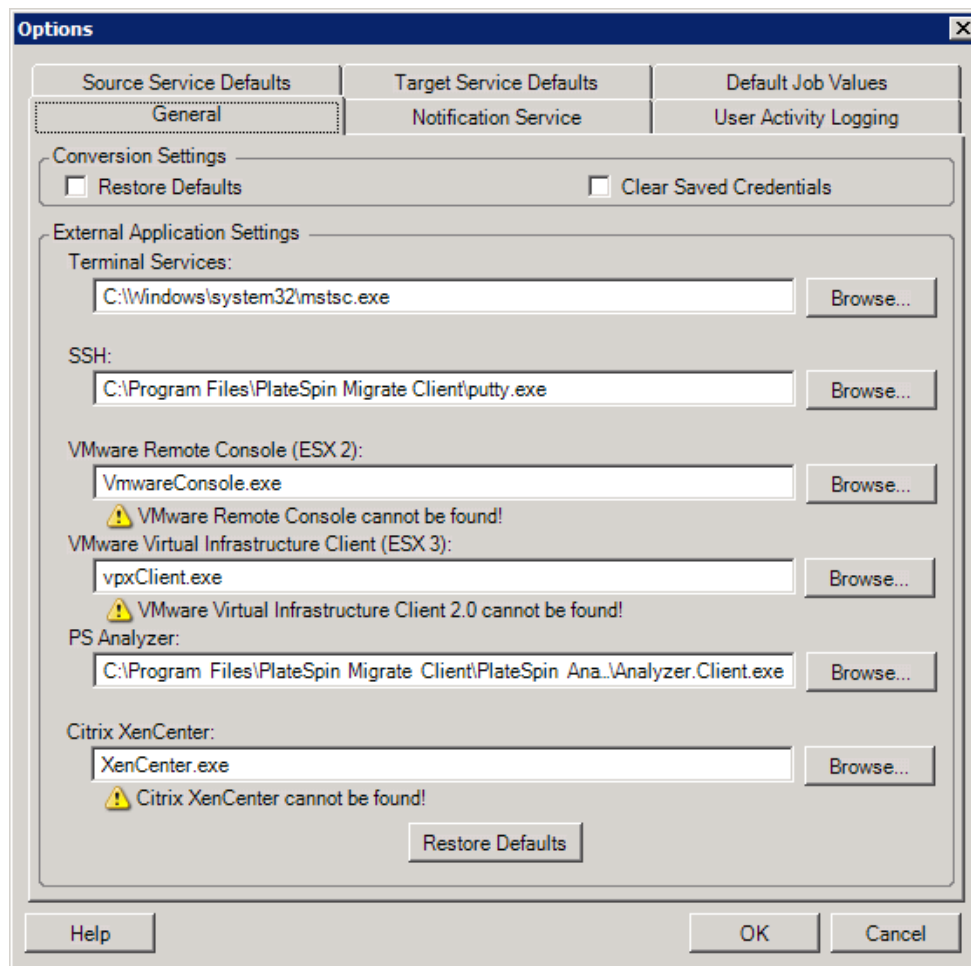 Options
Source Service Defaults
Target Service Defaults
Default Job Values
General
Notification Service
User Activity Logging
Conversion Settings
Restore Defaults
Clear Saved Credentials
External Application Settings
Terminal Services:
C:\Windows\system32\mstsc.exe
Browse...
SSH:
C:\Program Files\PlateSpin Migrate Client\putty.exe
Browse...
VMware Remote Console (ESX 2):
VmwareConsole.exe
Browse...
VMware Remote Console cannot be found!
VMware Virtual Infrastructure Client (ESX 3):
vpxClient.exe
Browse...
VMware Virtual Infrastructure Client 2.0 cannot be found!
PS Analyzer:
C:\Program Files\PlateSpin Migrate Client\PlateSpin Ana..\Analyzer.Client.exe
Browse...
Citrix XenCenter:
XenCenter.exe
Browse...
Citrix XenCenter cannot be found!
Restore Defaults
Help
OK
Cancel